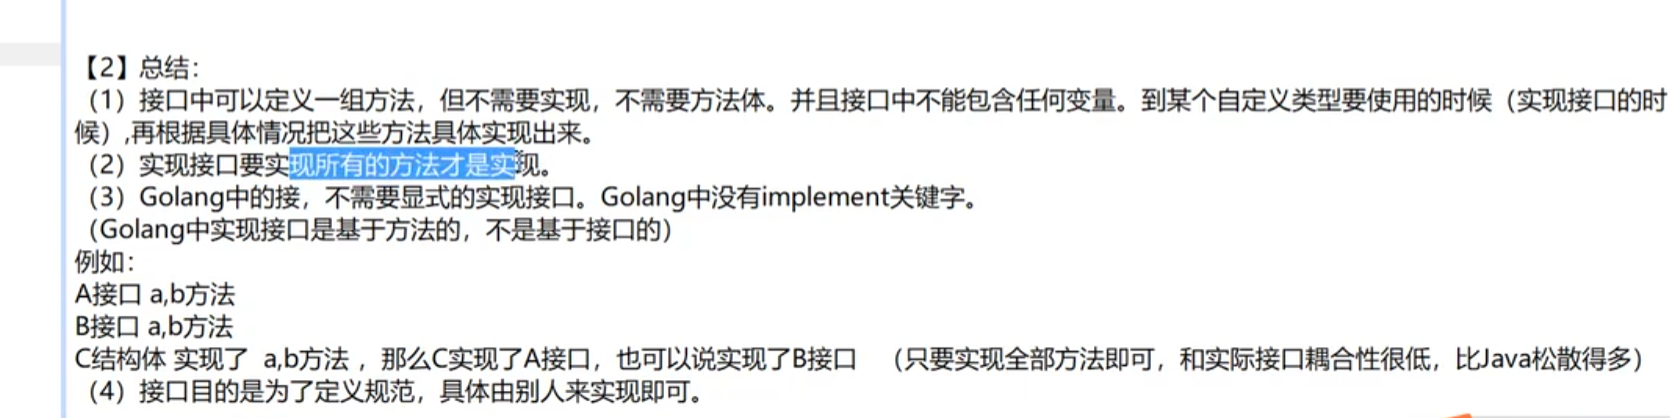 【2】总结：
（1）接口中可以定义一组方法，但不需要实现，不需要方法体。并且接口中不能包含任何变量。到某个自定义类型要使用的时候（实现接口的时
候）,再根据具体情况把这些方法具体实现出来。
（2）实现接口要实现所有的方法才是实现。
（3）Golang中的接，不需要显式的实现接口。Golang中没有implement关键字。
（Golang中实现接口是基于方法的，不是基于接口的）
例如：
A接口 a,b方法
B接口 a,b方法
C结构体 实现了 a,b方法 ，那么C实现了A接口，也可以说实现了B接口 （只要实现全部方法即可，和实际接口耦合性很低，比Java松散得多）
（4）接口目的是为了定义规范，具体由别人来实现即可。